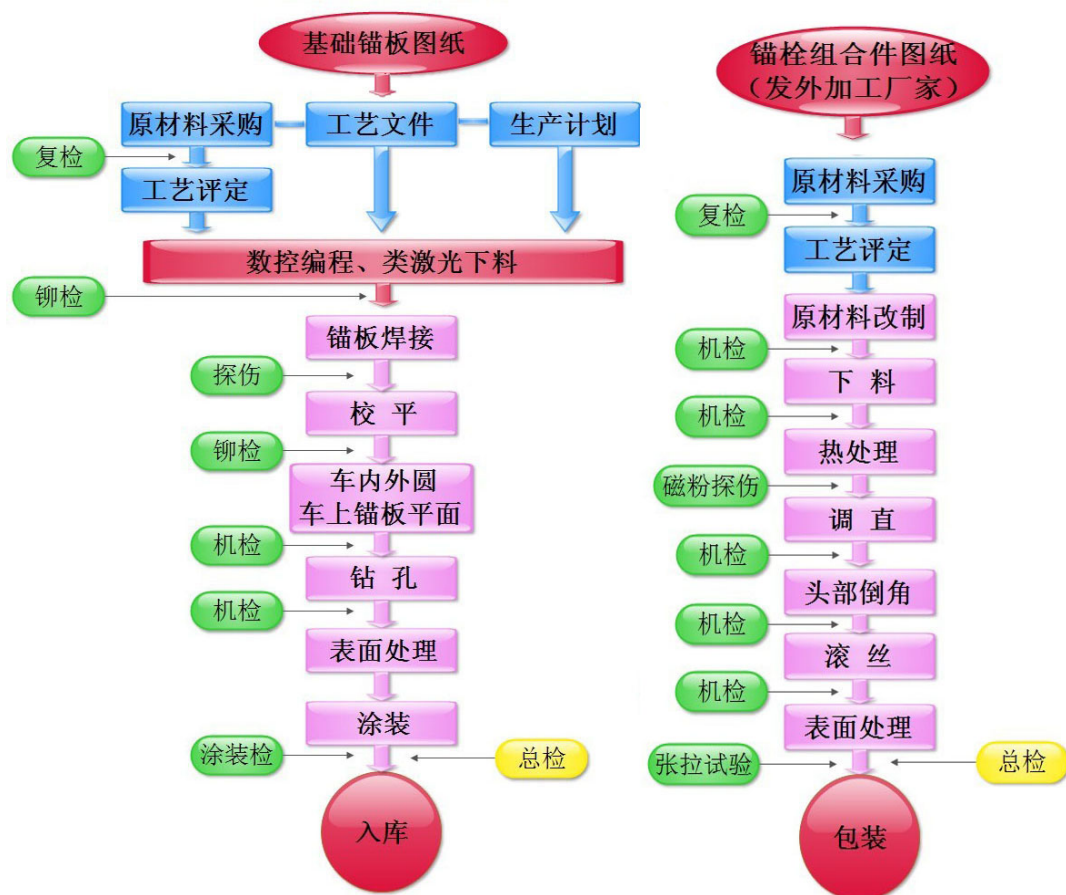 基础锚板图纸
原材料采购
工艺文件
生产计划
复检
工艺评定
数控编程、类激光下料
铆检
锚板焊接
探伤
校 平
铆检
车内外圆
车上锚板平面
机检
钻 孔
机检
表面处理
涂装
涂装检
总检
入库
锚栓组合件图纸
（发外加工厂家）
原材料采购
复检
工艺评定
原材料改制
机检
下 料
机检
热处理
磁粉探伤
调 直
机检
头部倒角
机检
滚 丝
机检
表面处理
张拉试验
总检
包装